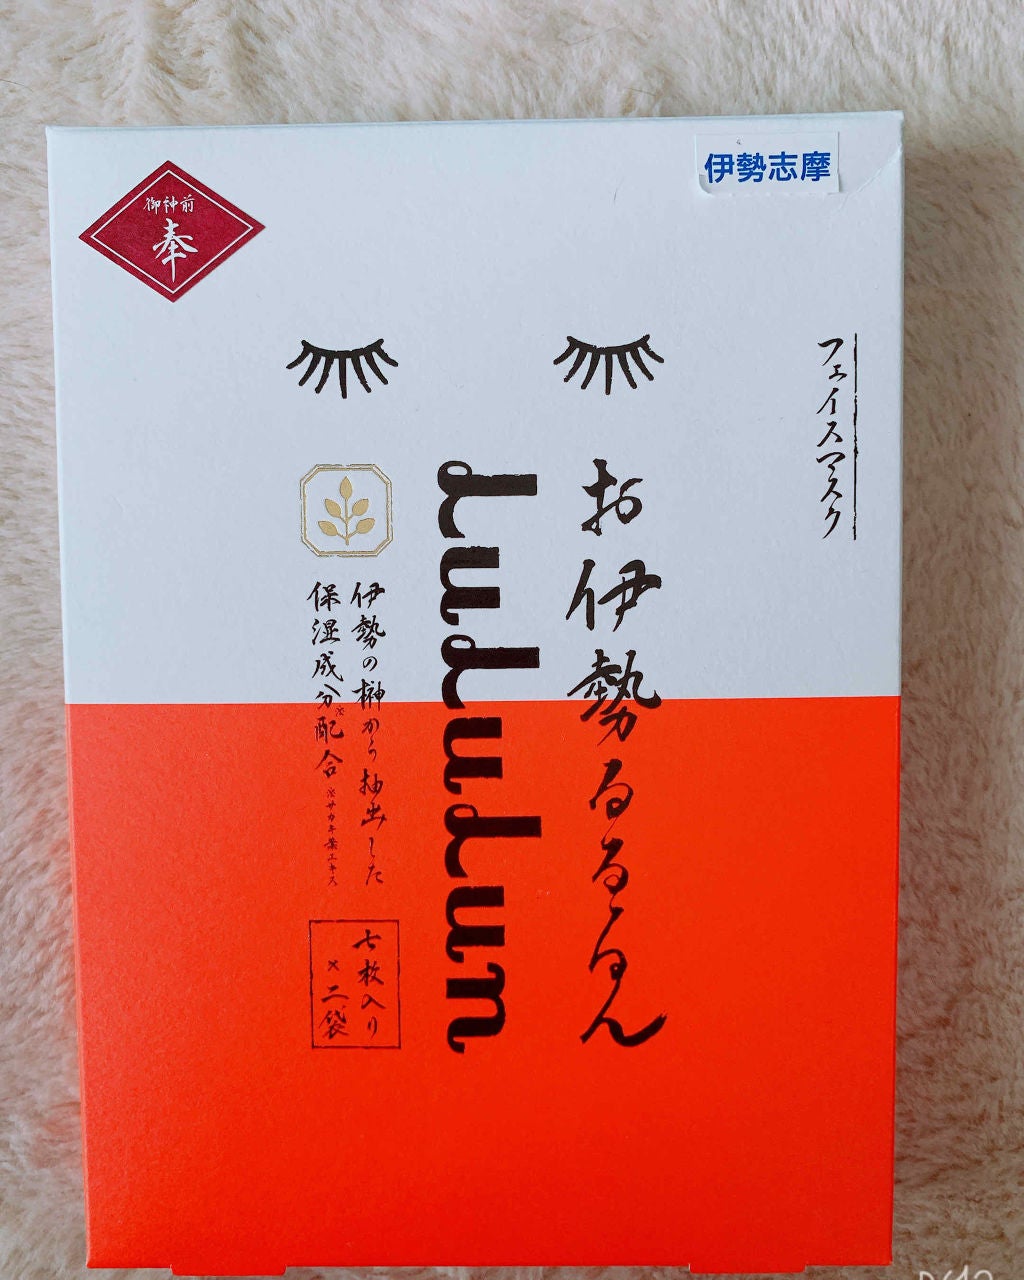 御神前
奉
伊勢志摩
フェイスマスク
お伊勢るるるん
LuLuLun
伊勢の榊から抽出した
保湿成分※配合
※サカキ葉エキス
七枚入り
×二袋